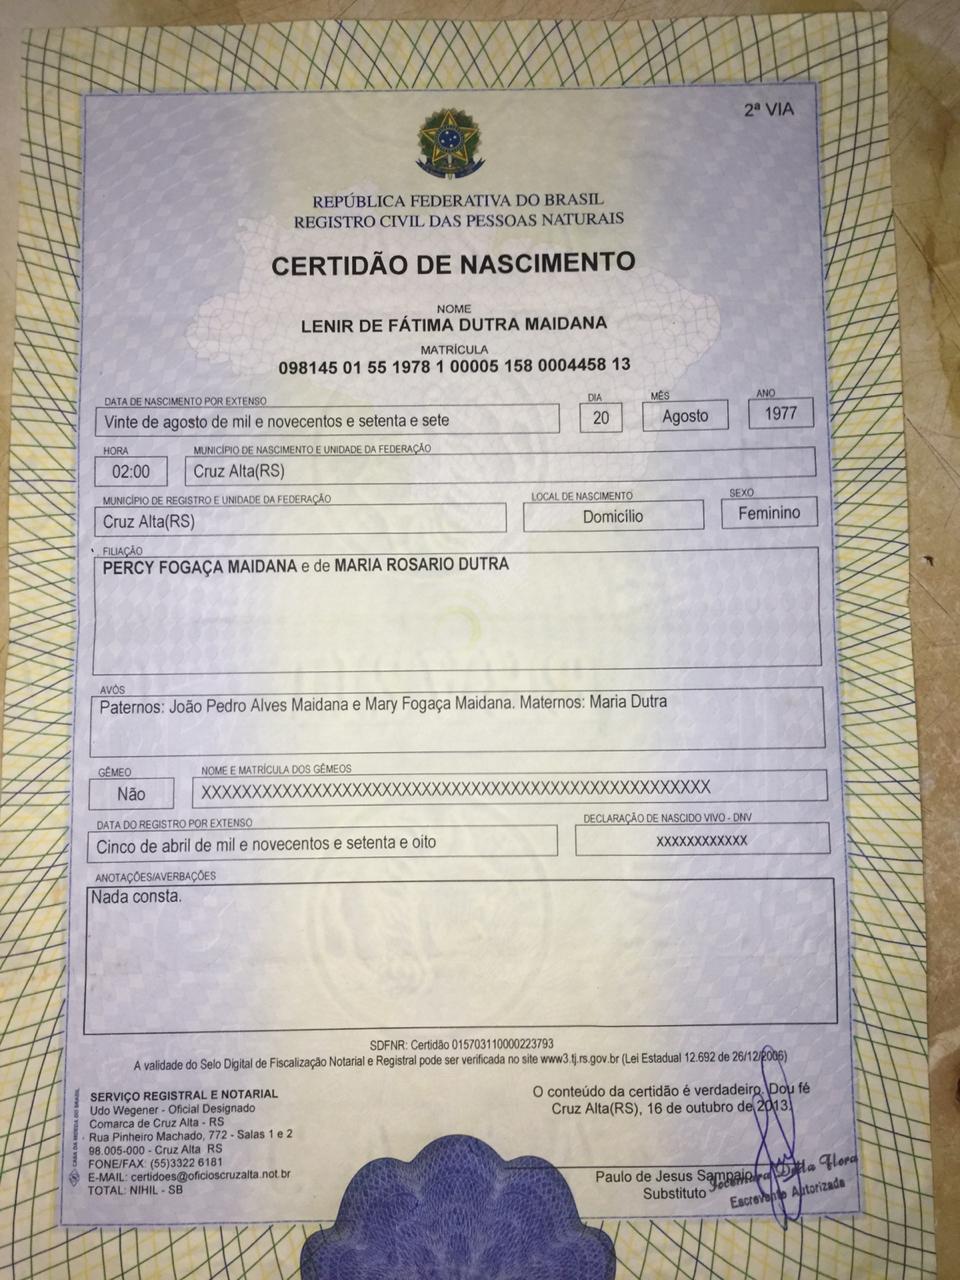 2ª VIA
REPÚBLICA FEDERATIVA DO BRASIL
REGISTRO CIVIL DAS PESSOAS NATURAIS
CERTIDÃO DE NASCIMENTO
NOME
LENIR DE FÁTIMA DUTRA MAIDANA
MATRÍCULA
098145 01 55 1978 1 00005 158 0004458 13
DATA DE NASCIMENTO POR EXTENSO
Vinte de agosto de mil e novecentos e setenta e sete
DIA
20
MÊS
Agosto
ANO
1977
HORA
02:00
MUNICÍPIO DE NASCIMENTO E UNIDADE DA FEDERAÇÃO
Cruz Alta(RS)
MUNICÍPIO DE REGISTRO E UNIDADE DA FEDERAÇÃO
Cruz Alta(RS)
LOCAL DE NASCIMENTO
Domicílio
SEXO
Feminino
FILIAÇÃO
PERCY FOGAÇA MAIDANA e de MARIA ROSARIO DUTRA
AVÓS
Paternos: João Pedro Alves Maidana e Mary Fogaça Maidana. Maternos: Maria Dutra
GÊMEO
Não
NOME E MATRÍCULA DOS GÊMEOS
XXXXXXXXXXXXXXXXXXXXXXXXXXXXXXXXXXXXXXXXXXXXXXXXXX
DATA DO REGISTRO POR EXTENSO
Cinco de abril de mil e novecentos e setenta e oito
DECLARAÇÃO DE NASCIDO VIVO - DNV
XXXXXXXXXXXX
ANOTAÇÕES/AVERBAÇÕES
Nada consta.
SDFNR: Certidão 015703110000223793
A validade do Selo Digital de Fiscalização Notarial e Registral pode ser verificada no site www3.tj.rs.gov.br (Lei Estadual 12.692 de 26/12/2006)
SERVIÇO REGISTRAL E NOTARIAL
Udo Wegener - Oficial Designado
Comarca de Cruz Alta - RS
Rua Pinheiro Machado, 772 - Salas 1 e 2
98.005-000 - Cruz Alta RS
FONE/FAX: (55)3322 6181
E-MAIL: certidoes@oficioscruzalta.not.br
TOTAL: NIHIL - SB
CASA DA MOEDA DO BRASIL
O conteúdo da certidão é verdadeiro. Dou fé
Cruz Alta(RS), 16 de outubro de 2013.
Paulo de Jesus Sampaio
Substituto
Della Flora
Escrevente Autorizada